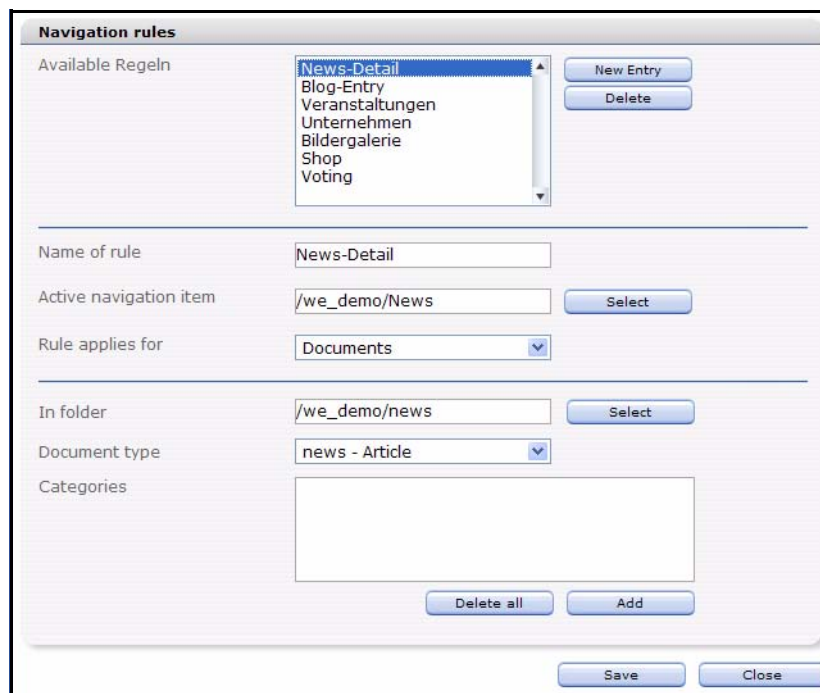 Navigation rules
Available Regeln
News-Detail
Blog-Entry
Veranstaltungen
Unternehmen
Bildergalerie
Shop
Voting
New Entry
Delete
Name of rule
News-Detail
Active navigation item
/we_demo/News
Select
Rule applies for
Documents
In folder
/we_demo/news
Select
Document type
news - Article
Categories
Delete all
Add
Save
Close